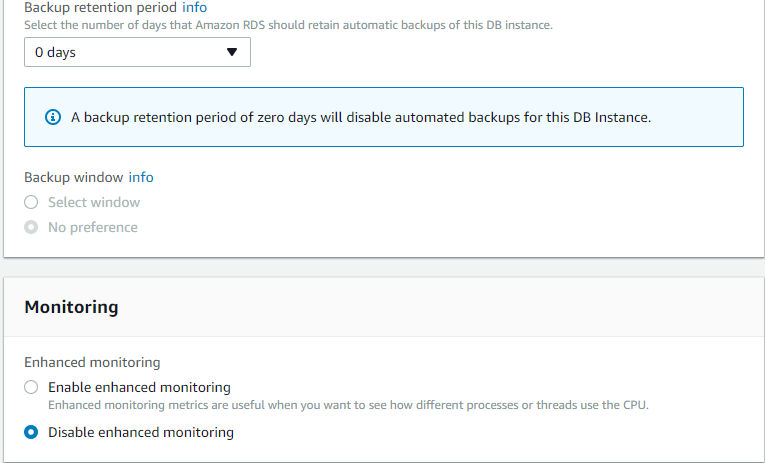 Backup retention period info
Select the number of days that Amazon RDS should retain automatic backups of this DB instance.
0 days
A backup retention period of zero days will disable automated backups for this DB Instance.
Backup window info
Select window
No preference
Monitoring
Enhanced monitoring
Enable enhanced monitoring
Enhanced monitoring metrics are useful when you want to see how different processes or threads use the CPU.
Disable enhanced monitoring